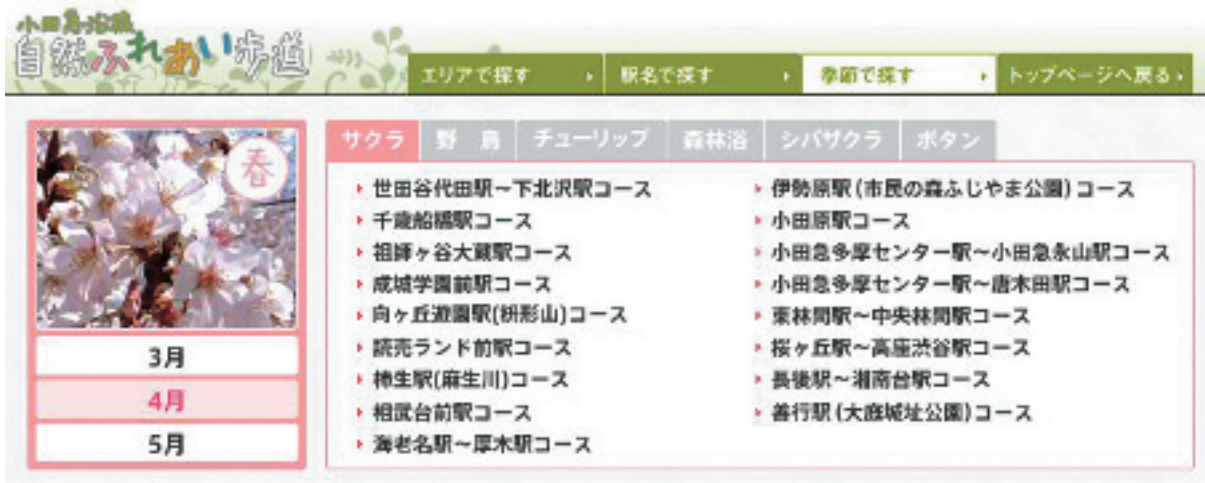 小田急沿線
自然ふれあい歩道
エリアで探す
駅名で探す
季節で探す
トップページへ戻る
春
3月
4月
5月
サクラ
野 鳥
チューリップ
森林浴
シバザクラ
ボタン
世田谷代田駅～下北沢駅コース
千歳船橋駅コース
祖師ヶ谷大蔵駅コース
成城学園前駅コース
向ヶ丘遊園駅(枡形山)コース
読売ランド前駅コース
柿生駅(麻生川)コース
相武台前駅コース
海老名駅～厚木駅コース
伊勢原駅(市民の森ふじやま公園)コース
小田原駅コース
小田急多摩センター駅～小田急永山駅コース
小田急多摩センター駅～唐木田駅コース
東林間駅～中央林間駅コース
桜ヶ丘駅～高座渋谷駅コース
長後駅～湘南台駅コース
善行駅(大庭城址公園)コース